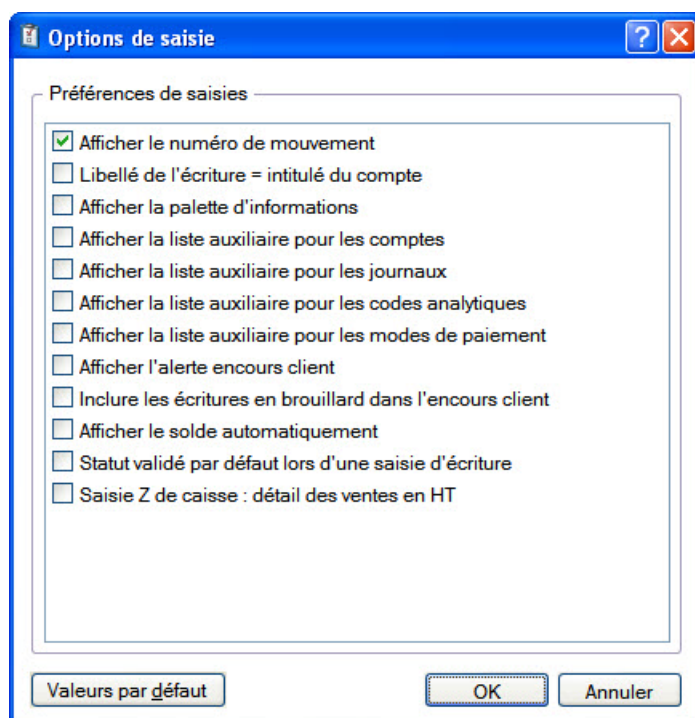 Options de saisie
Préférences de saisies
Afficher le numéro de mouvement
Libellé de l'écriture = intitulé du compte
Afficher la palette d'informations
Afficher la liste auxiliaire pour les comptes
Afficher la liste auxiliaire pour les journaux
Afficher la liste auxiliaire pour les codes analytiques
Afficher la liste auxiliaire pour les modes de paiement
Afficher l'alerte encours client
Inclure les écritures en brouillard dans l'encours client
Afficher le solde automatiquement
Statut validé par défaut lors d'une saisie d'écriture
Saisie Z de caisse : détail des ventes en HT
Valeurs par défaut OK Annuler